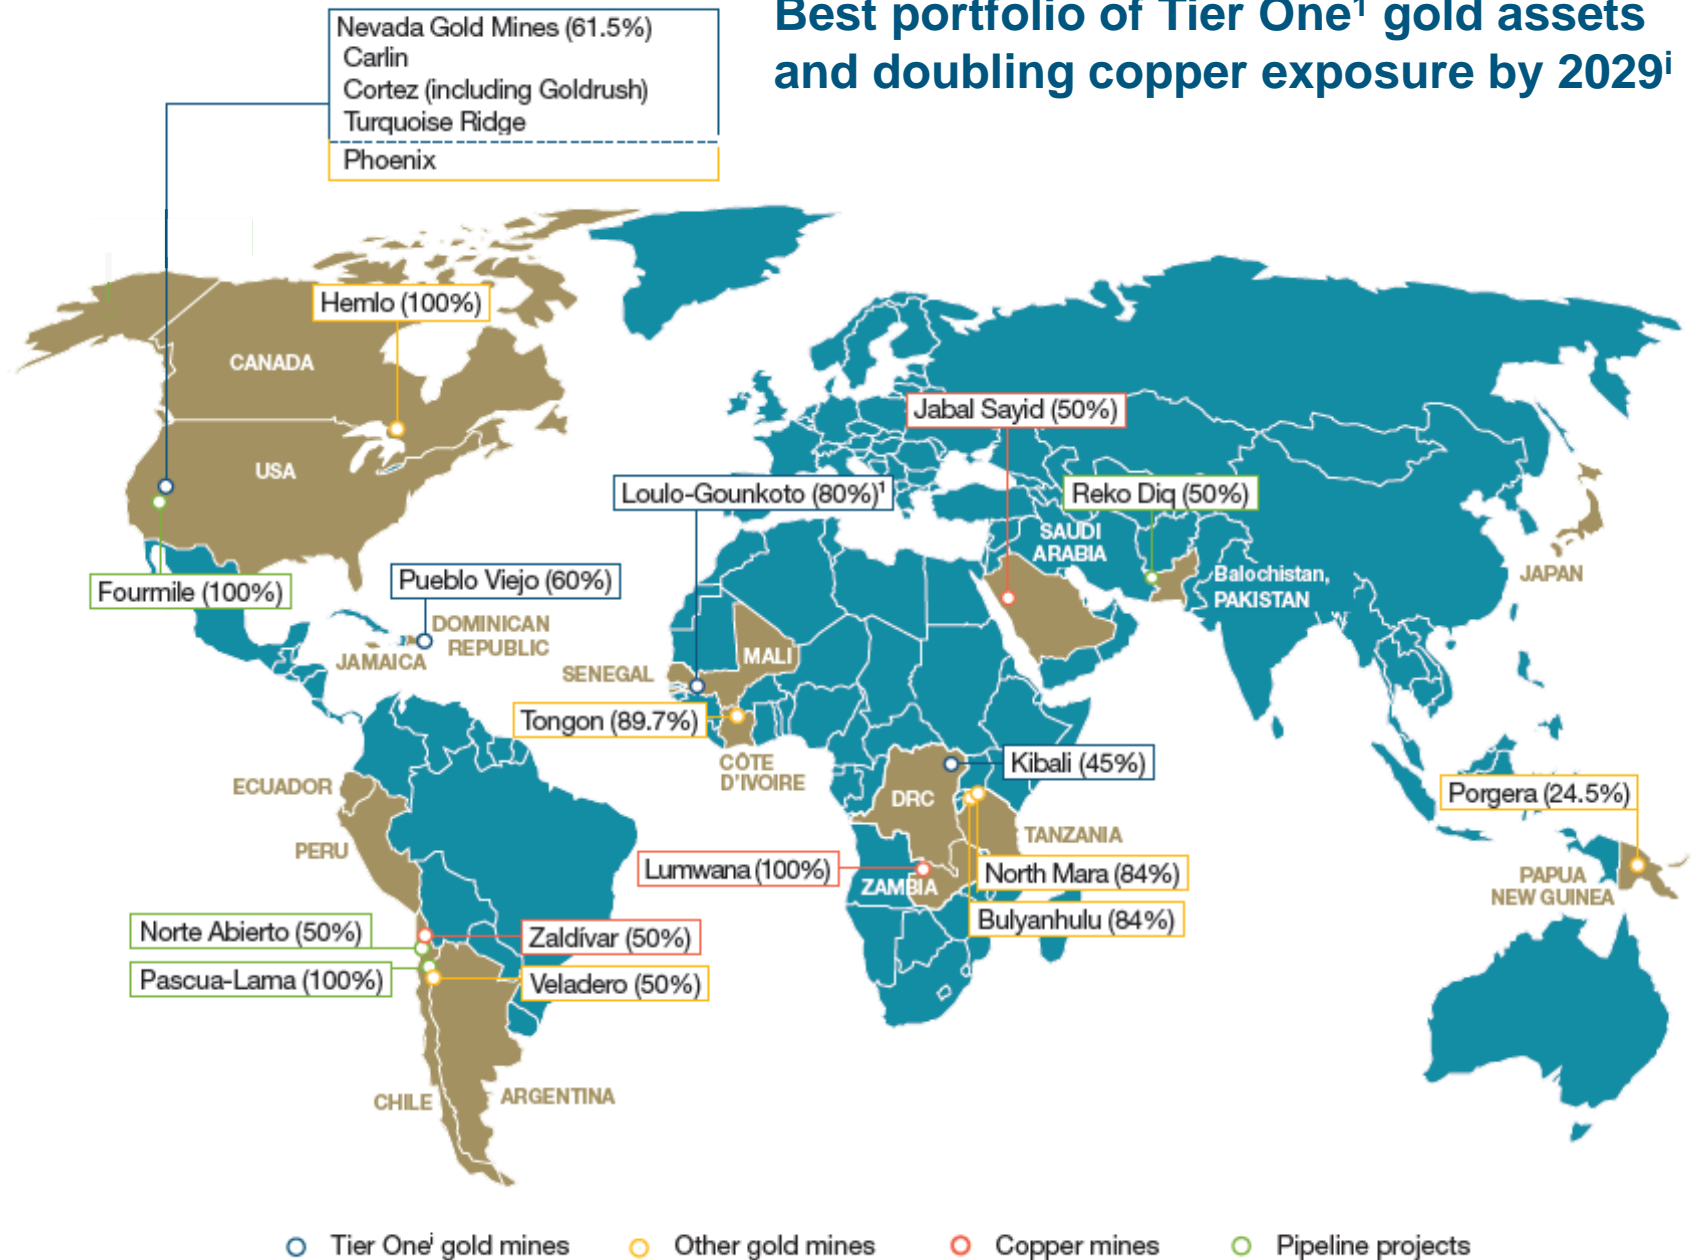 Best portfolio of Tier One¹ gold assets
and doubling copper exposure by 2029ⁱ
Nevada Gold Mines (61.5%)
Carlin
Cortez (including Goldrush)
Turquoise Ridge
Phoenix
Hemlo (100%)
CANADA
USA
Jabal Sayid (50%)
Loulo-Gounkoto (80%)¹
Reko Diq (50%)
SAUDI
ARABIA
Balochistan,
PAKISTAN
JAPAN
Fourmile (100%)
Pueblo Viejo (60%)
DOMINICAN
REPUBLIC
JAMAICA
SENEGAL
MALI
Tongon (89.7%)
CÔTE
D'IVOIRE
Kibali (45%)
ECUADOR
DRC
Porgera (24.5%)
PERU
TANZANIA
Lumwana (100%)
ZAMBIA
North Mara (84%)
PAPUA
NEW GUINEA
Bulyanhulu (84%)
Norte Abierto (50%)
Zaldívar (50%)
Pascua-Lama (100%)
Veladero (50%)
CHILE
ARGENTINA
Tier Oneⁱ gold mines
Other gold mines
Copper mines
Pipeline projects